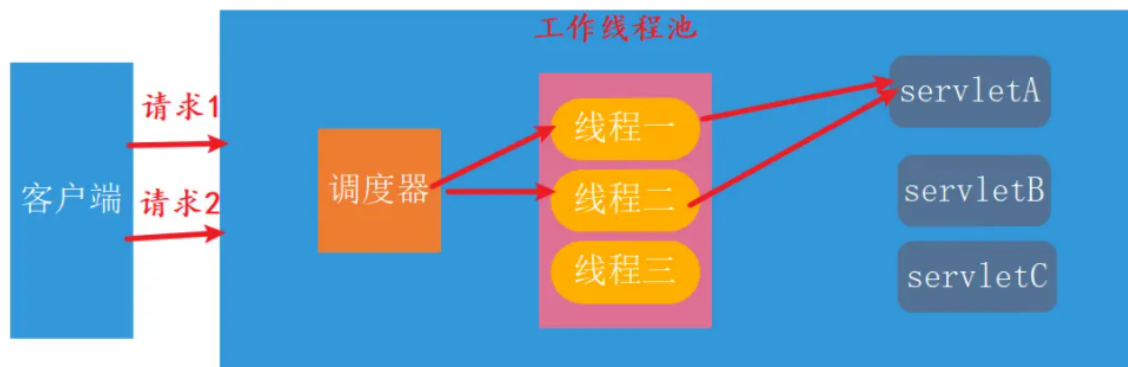 工作线程池
请求1
请求2
客户端
调度器
线程一
线程二
线程三
servletA
servletB
servletC